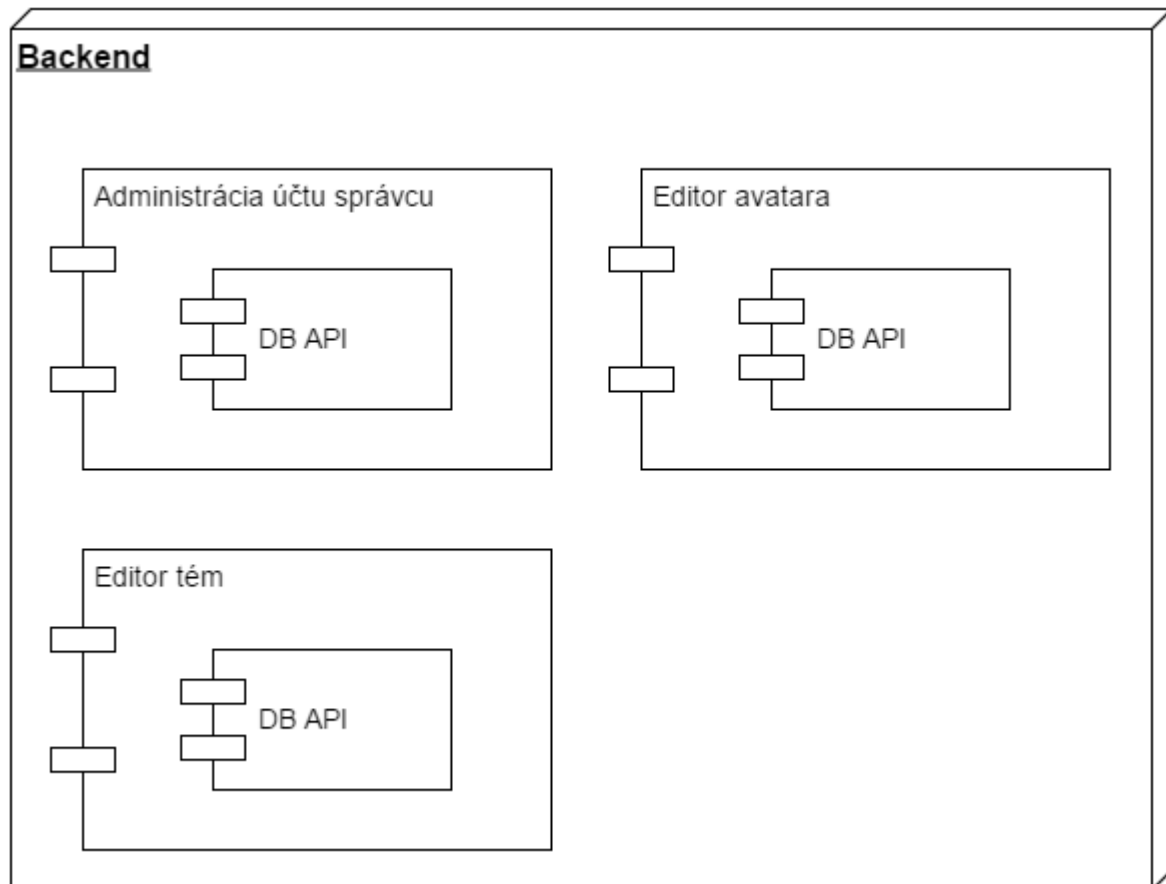 Backend
Administrácia účtu správcu
DB API
Editor avatara
DB API
Editor tém
DB API